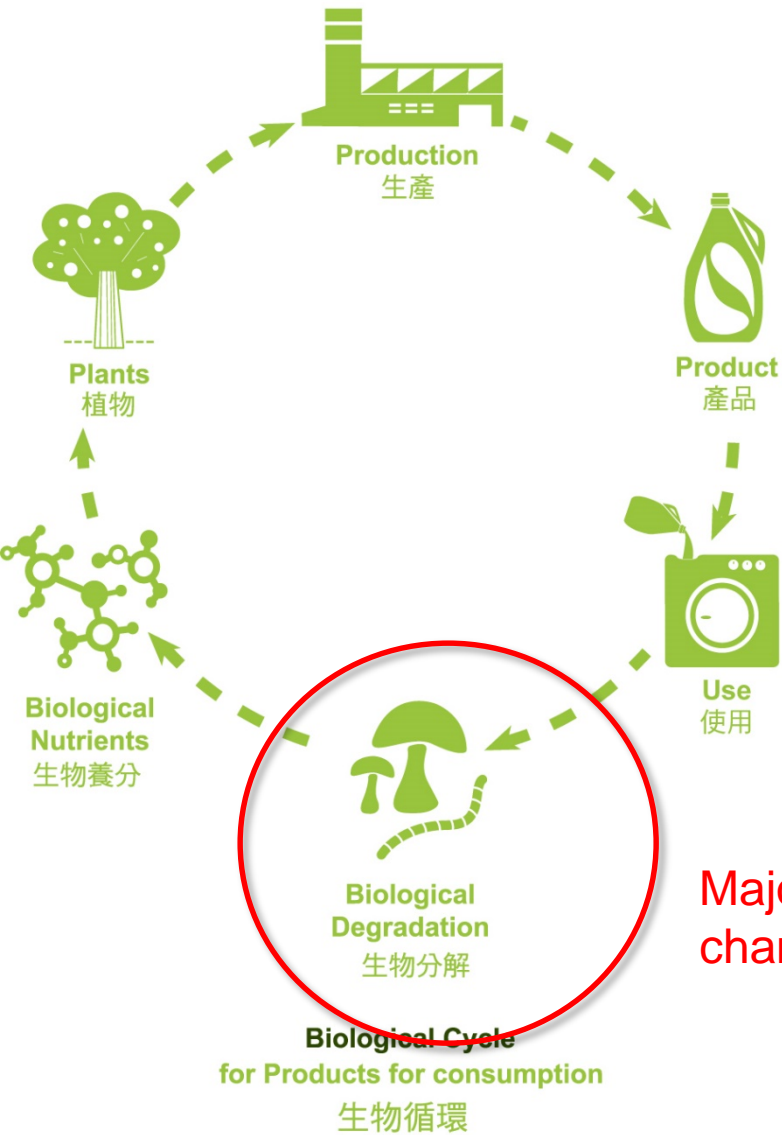 Production
生產
Plants
植物
Product
產品
Biological
Nutrients
生物養分
Use
使用
Biological
Degradation
生物分解
Biological Cycle
for Products for consumption
生物循環